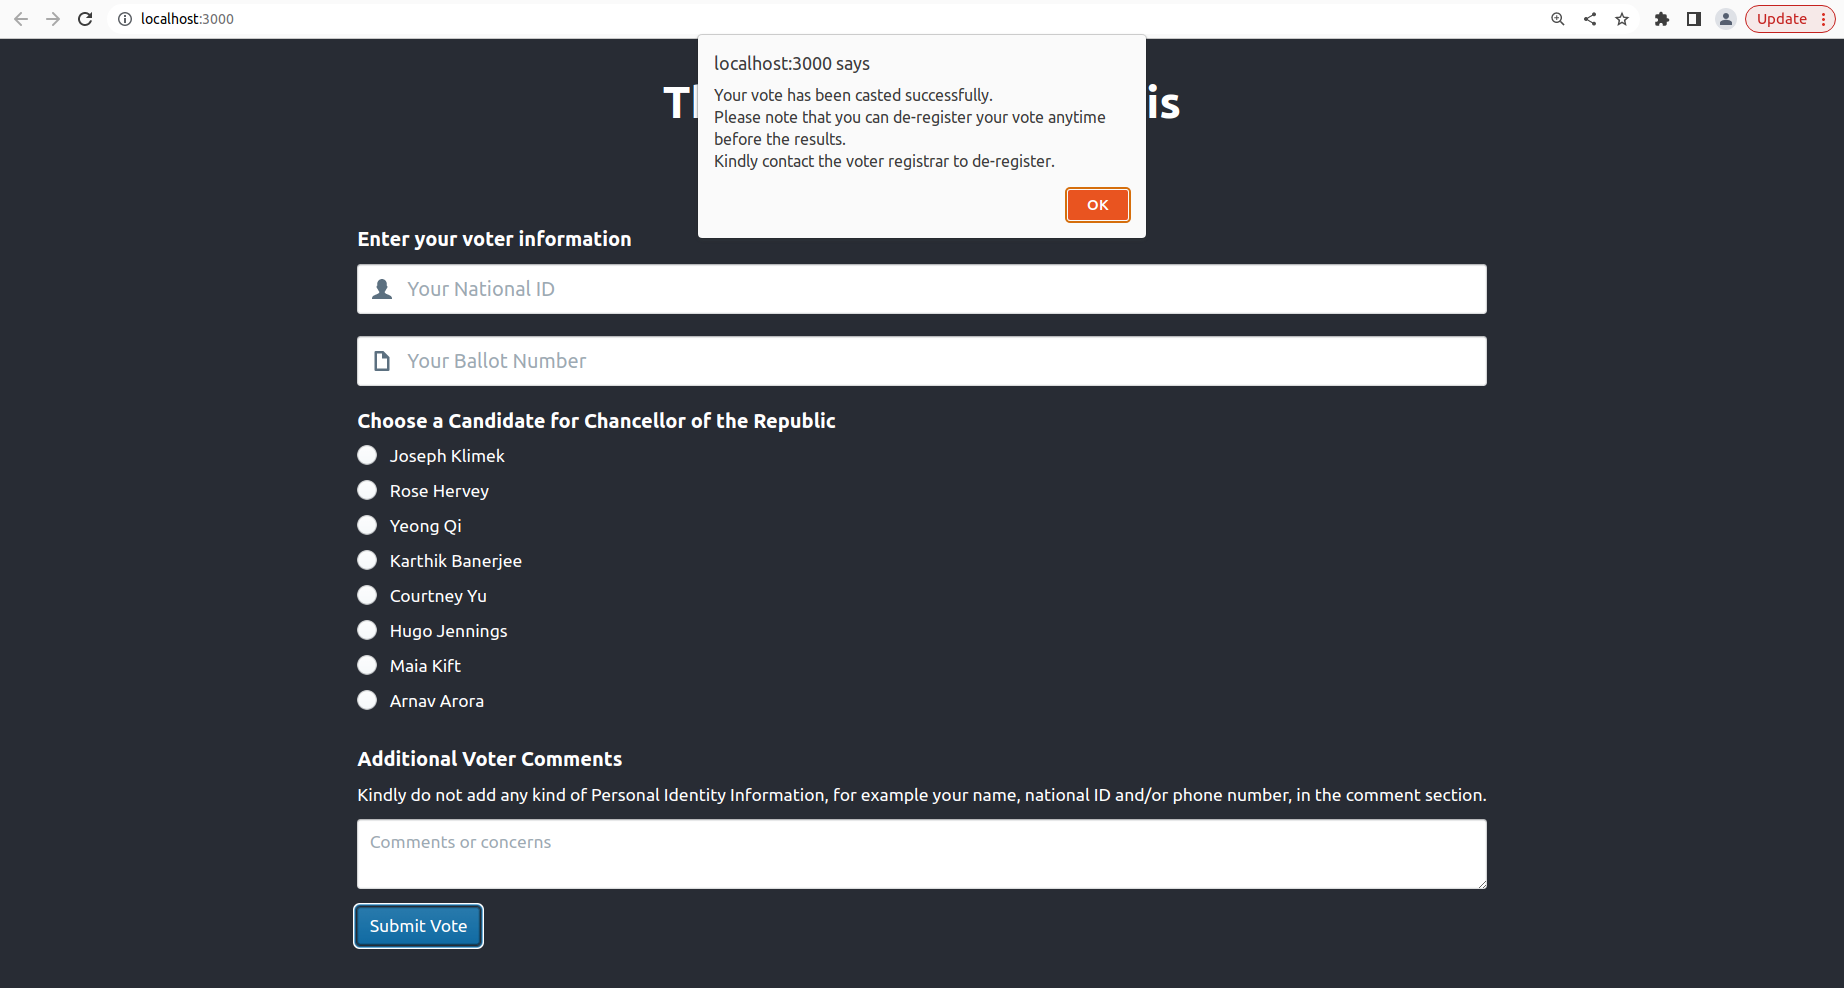 localhost:3000
Update
localhost:3000 says
Your vote has been casted successfully.
Please note that you can de-register your vote anytime
before the results.
Kindly contact the voter registrar to de-register.
OK
is
Enter your voter information
Your National ID
Your Ballot Number
Choose a Candidate for Chancellor of the Republic
Joseph Klimek
Rose Hervey
Yeong Qi
Karthik Banerjee
Courtney Yu
Hugo Jennings
Maia Kift
Arnav Arora
Additional Voter Comments
Kindly do not add any kind of Personal Identity Information, for example your name, national ID and/or phone number, in the comment section.
Comments or concerns
Submit Vote